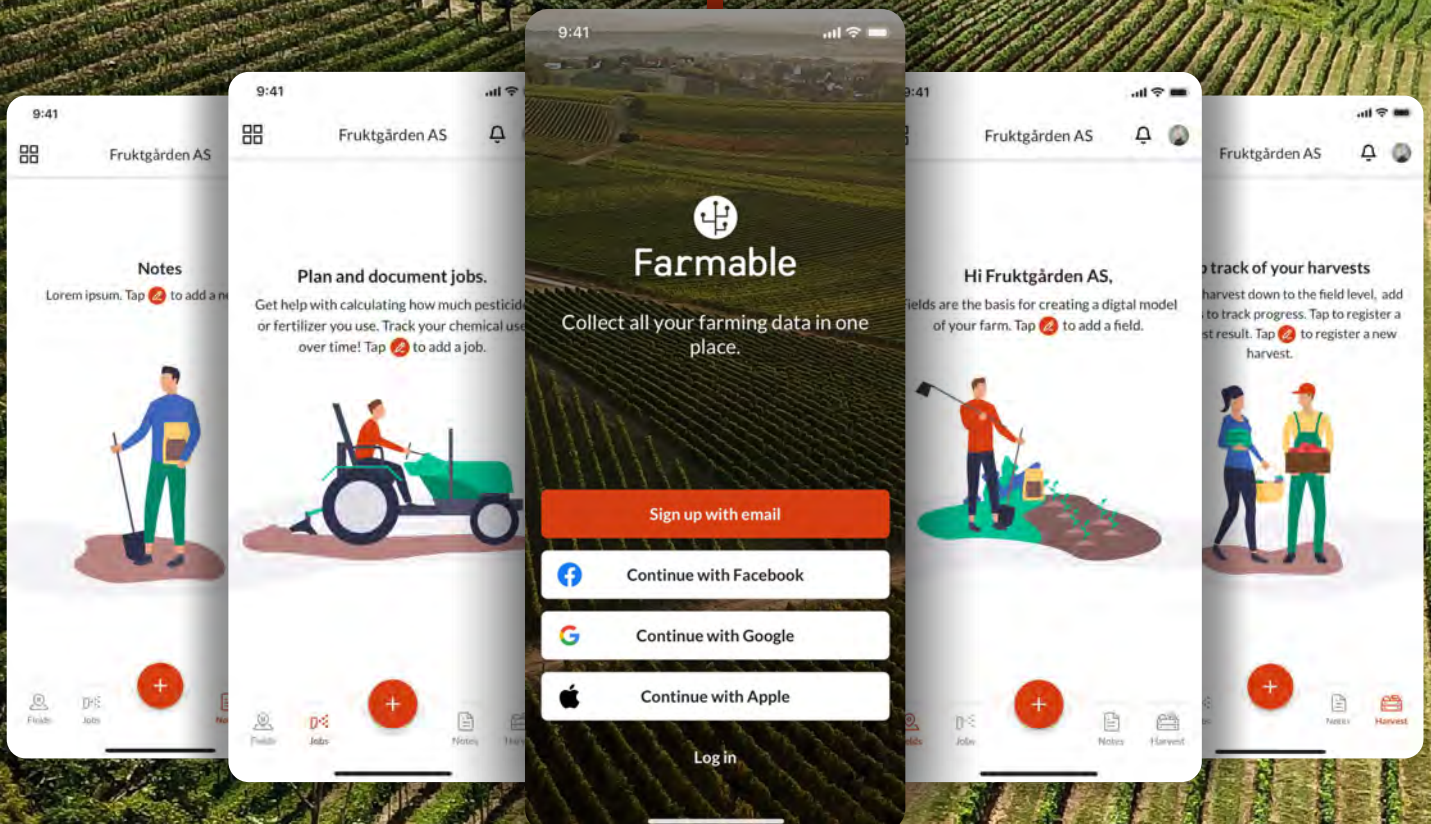 9:41
Fruktgården AS
Notes
Lorem ipsum. Tap to add a
Fields
Jobs
9:41
Fruktgården AS
Plan and document jobs.
Get help with calculating how much pesticide
or fertilizer you use. Track your chemical use
over time! Tap to add a job.
Fields
Jobs
Notes
9:41
Farmable
Collect all your farming data in one
place.
Sign up with email
Continue with Facebook
Continue with Google
Continue with Apple
Log in
9:41
Fruktgården AS
Hi Fruktgården AS,
Fields are the basis for creating a digtal model
of your farm. Tap to add a field.
Jobs
Notes
Harvest
Fruktgården AS
track of your harvests
harvest down to the field level, add
to track progress. Tap to register a
result. Tap to register a new
harvest.
Notes
Harvest